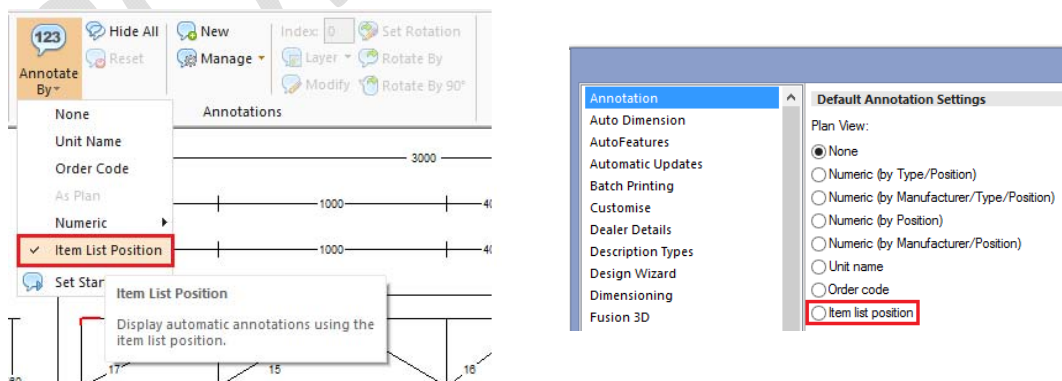 123
Annotate
By
Hide All
Reset
New
Manage
Index: 0
Set Rotation
Layer
Rotate By
Modify
Rotate By 90°
Annotations
None
Unit Name
Order Code
As Plan
Numeric
Item List Position
Set Star
Item List Position
Display automatic annotations using the
item list position.
3000
1000
40
1000
40
17
15
16
Annotation
Auto Dimension
AutoFeatures
Automatic Updates
Batch Printing
Customise
Dealer Details
Description Types
Design Wizard
Dimensioning
Fusion 3D
Default Annotation Settings
Plan View:
None
Numeric (by Type/Position)
Numeric (by Manufacturer/Type/Position)
Numeric (by Position)
Numeric (by Manufacturer/Position)
Unit name
Order code
Item list position